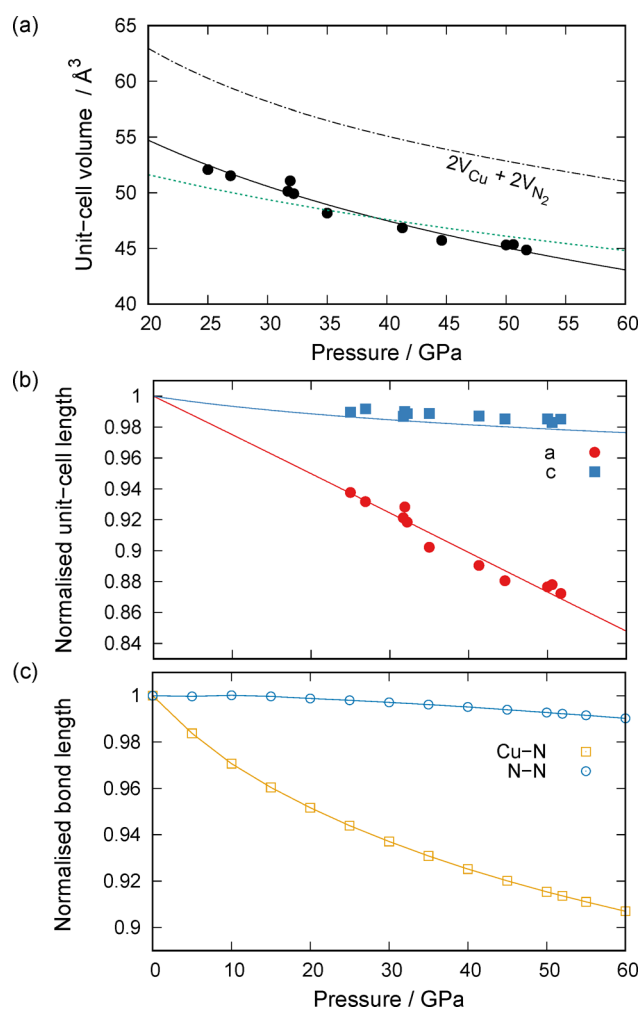 (a)
65
60
55
50
45
40
Unit-cell volume / Å³
2V_Cu + 2V_N₂
20 25 30 35 40 45 50 55 60
Pressure / GPa
(b)
1
0.98
0.96
0.94
0.92
0.9
0.88
0.86
0.84
Normalised unit-cell length
a
c
(c)
1
0.98
0.96
0.94
0.92
0.9
Normalised bond length
Cu-N
N-N
0 10 20 30 40 50 60
Pressure / GPa